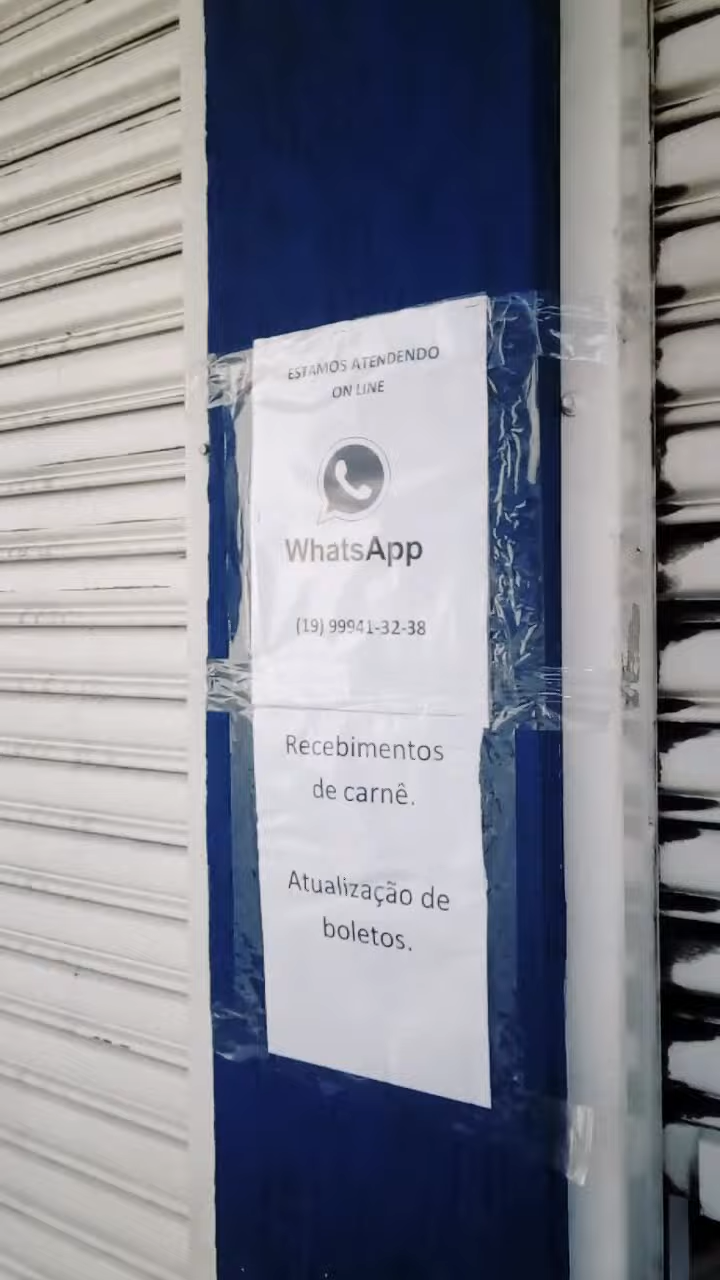 ESTAMOS ATENDENDO
ON LINE
WhatsApp
(19) 99941-32-38
Recebimentos
de carnê.
Atualização de
boletos.